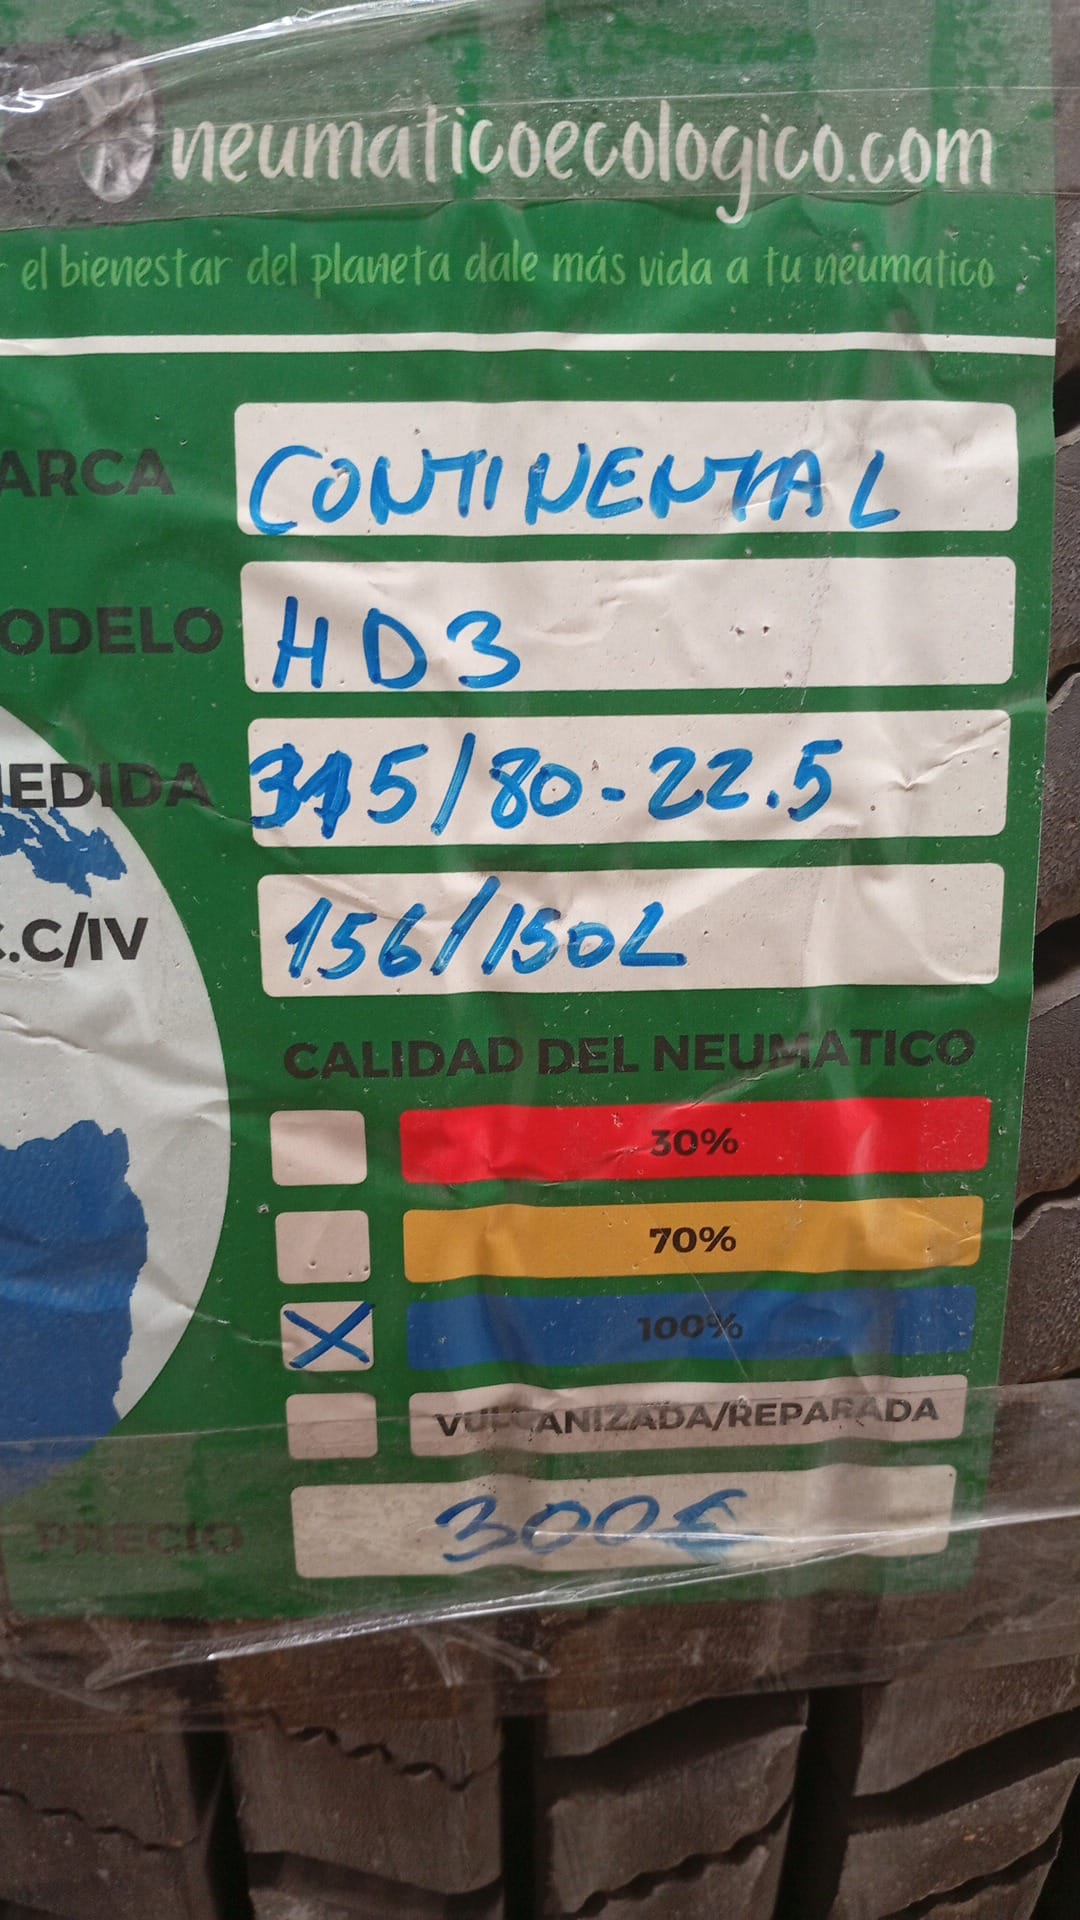 neumaticoecologico.com
r el bienestar del planeta dale más vida a tu neumatico
ARCA CONTINENTAL
ODELO HD3
EDIDA 315/80-22.5
.C/IV 156/150L
CALIDAD DEL NEUMATICO
30%
70%
X 100%
VULCANIZADA/REPARADA
PRECIO 300€